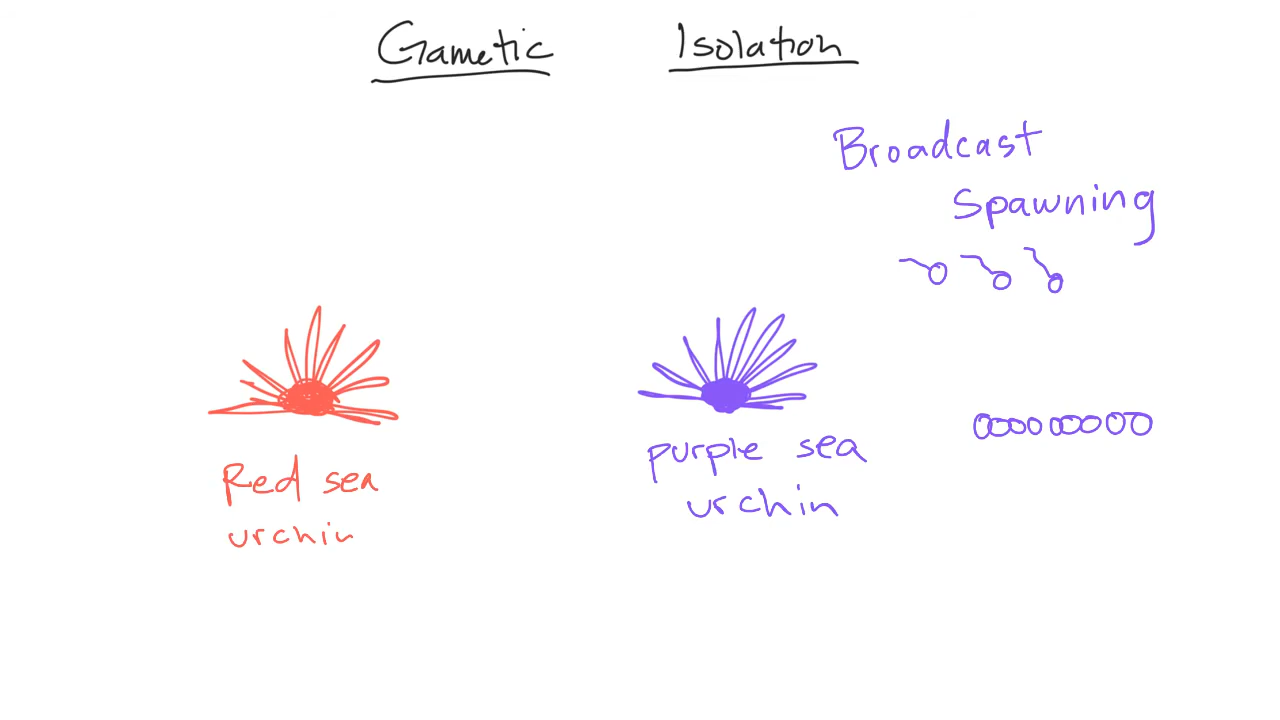 Gametic Isolation
Broadcast
Spawning
purple sea
urchin
Red sea
urchin